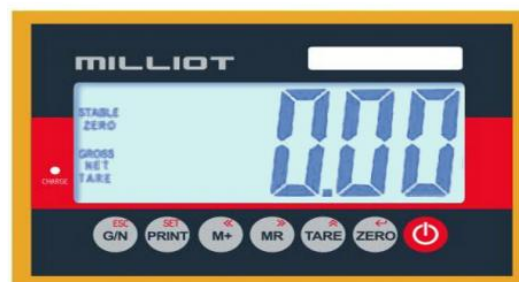 MILLIOT
STABLE
ZERO
0.00
GROSS
NET
TARE
CHARGE
ESC SET « »
G/N PRINT M+ MR TARE ZERO